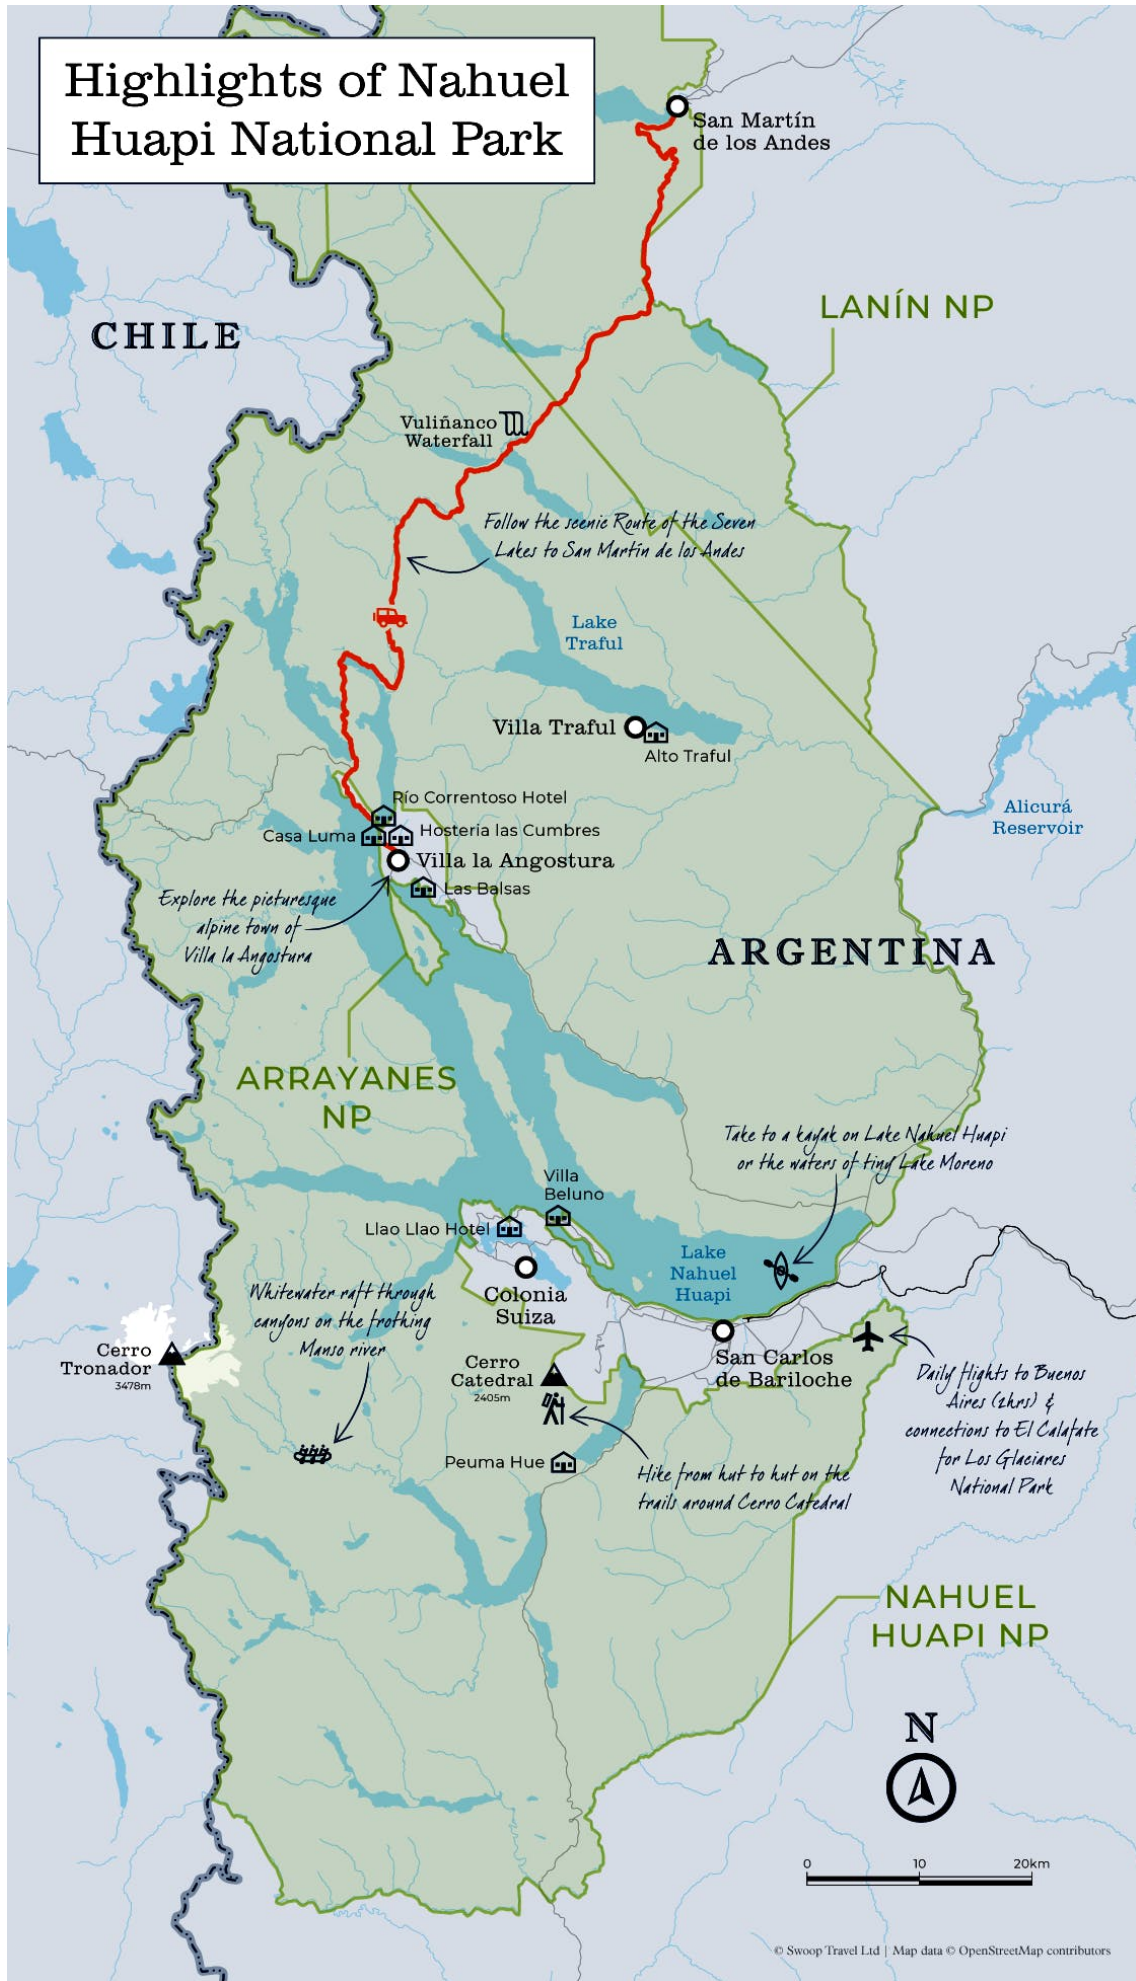 Highlights of Nahuel
Huapi National Park
San Martín
de los Andes
CHILE
LANÍN NP
Vuliñanco
Waterfall
Follow the scenic Route of the Seven
Lakes to San Martín de los Andes
Lake
Traful
Villa Traful
Alto Traful
Alicurá
Reservoir
Río Correntoso Hotel
Casa Luma
Hosteria las Cumbres
Villa la Angostura
Las Balsas
Explore the picturesque
alpine town of
Villa la Angostura
ARGENTINA
ARRAYANES
NP
Take to a kayak on Lake Nahuel Huapi
or the waters of tiny Lake Moreno
Villa
Beluno
Llao Llao Hotel
Lake
Nahuel
Huapi
Colonia
Suiza
Whitewater raft through
canyons on the frothing
Manso river
Cerro
Tronador
3478m
Cerro
Catedral
2405m
San Carlos
de Bariloche
Daily flights to Buenos
Aires (2hrs) &
connections to El Calafate
for Los Glaciares
National Park
Peuma Hue
Hike from hut to hut on the
trails around Cerro Catedral
NAHUEL
HUAPI NP
N
0 10 20km
© Swoop Travel Ltd | Map data © OpenStreetMap contributors